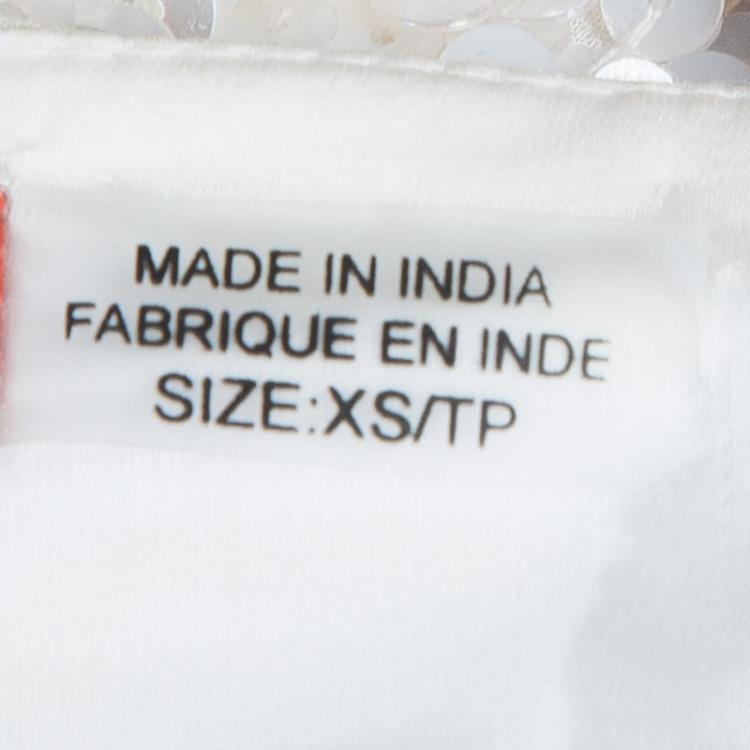 MADE IN INDIA
FABRIQUE EN INDE
SIZE:XS/TP